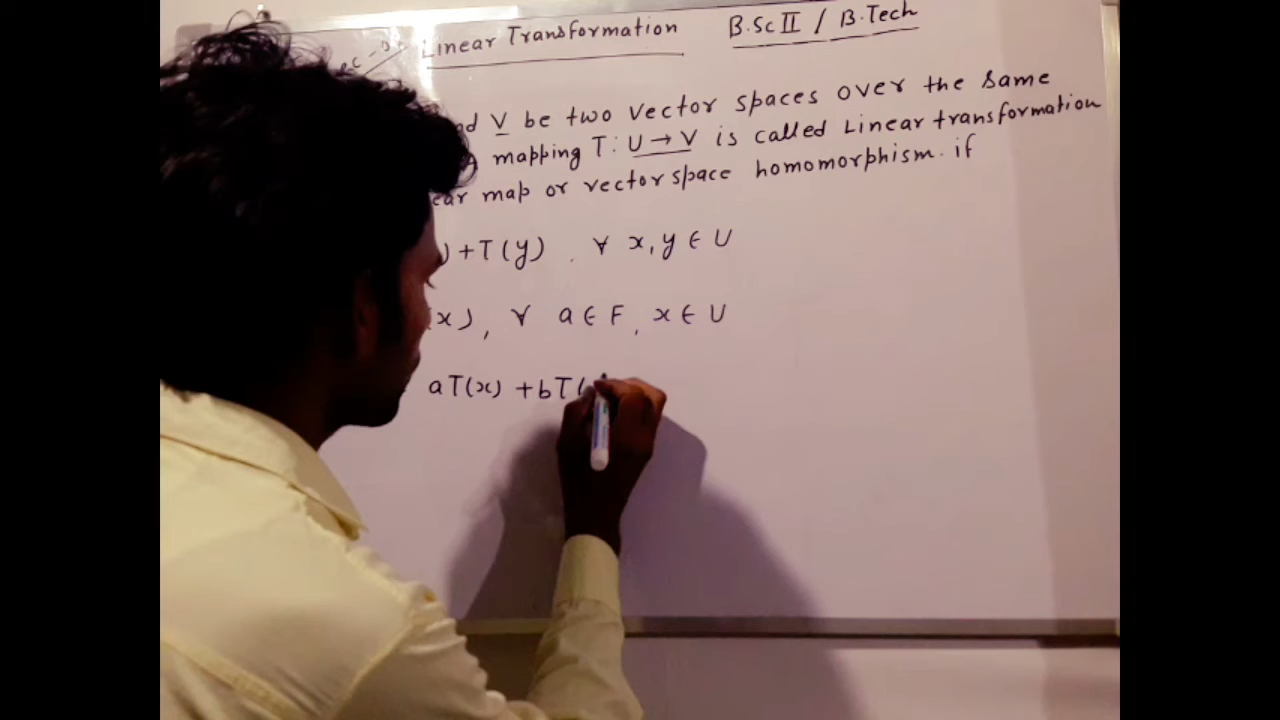 Linear Transformation B.Sc II / B.Tech
V be two vector spaces over the same
mapping T: U → V is called Linear transformation
map or vector space homomorphism. if
) + T(y) ∀ x, y ∈ U
(x), ∀ a ∈ F, x ∈ U
aT(x) + bT(